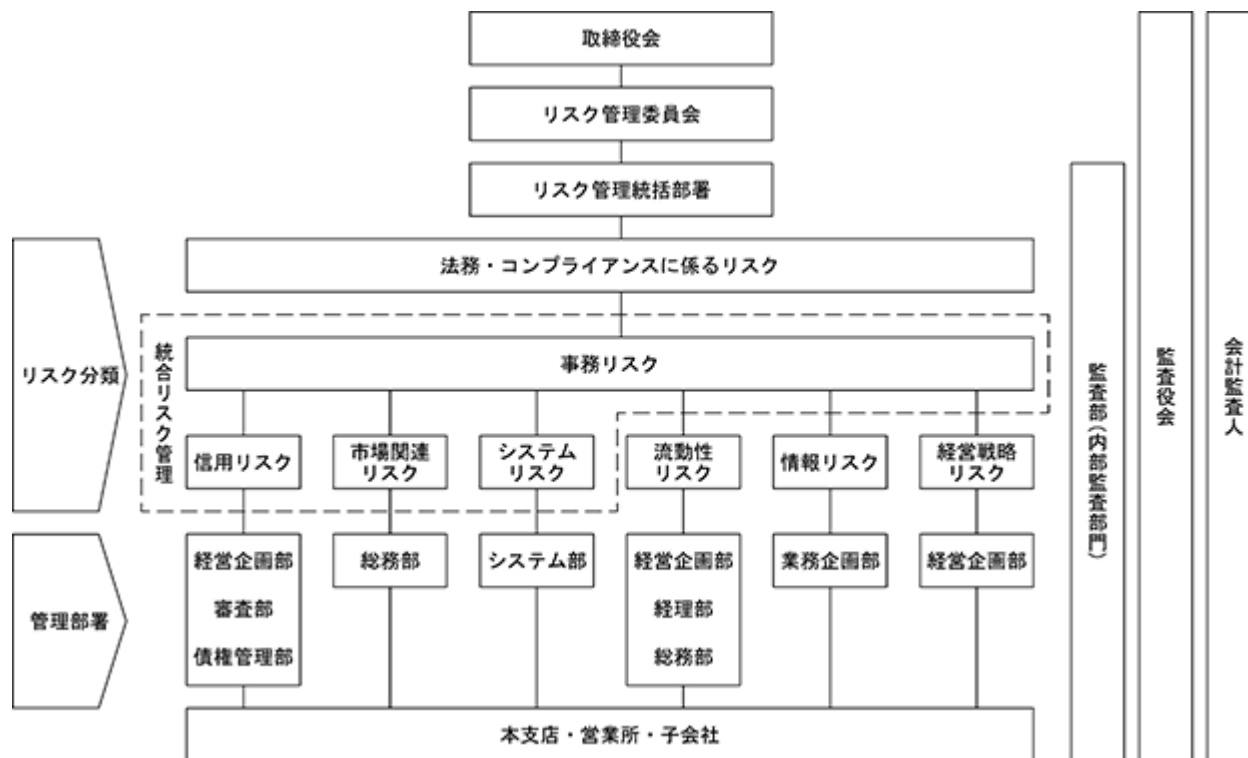 取締役会
リスク管理委員会
リスク管理統括部署
法務・コンプライアンスに係るリスク
リスク分類
統合リスク管理
事務リスク
信用リスク
市場関連
リスク
システム
リスク
流動性
リスク
情報リスク
経営戦略
リスク
管理部署
経営企画部
審査部
債権管理部
総務部
システム部
経営企画部
経理部
総務部
業務企画部
経営企画部
本支店・営業所・子会社
監査部(内部監査部門)
監査役会
会計監査人